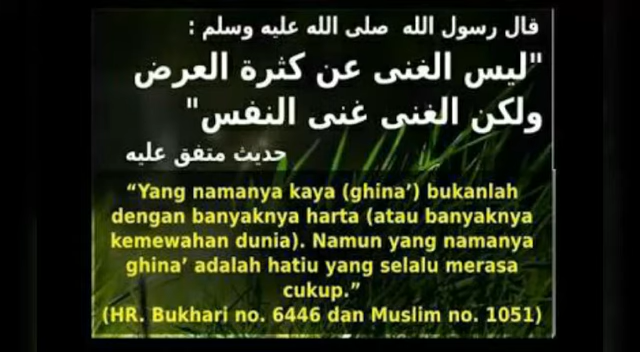 قال رسول الله صلى الله عليه وسلم :
"ليس الغنى عن كثرة العرض
ولكن الغنى غنى النفس"
حديث متفق عليه
“Yang namanya kaya (ghina’) bukanlah
dengan banyaknya harta (atau banyaknya
kemewahan dunia). Namun yang namanya
ghina’ adalah hatiu yang selalu merasa
cukup.”
(HR. Bukhari no. 6446 dan Muslim no. 1051)